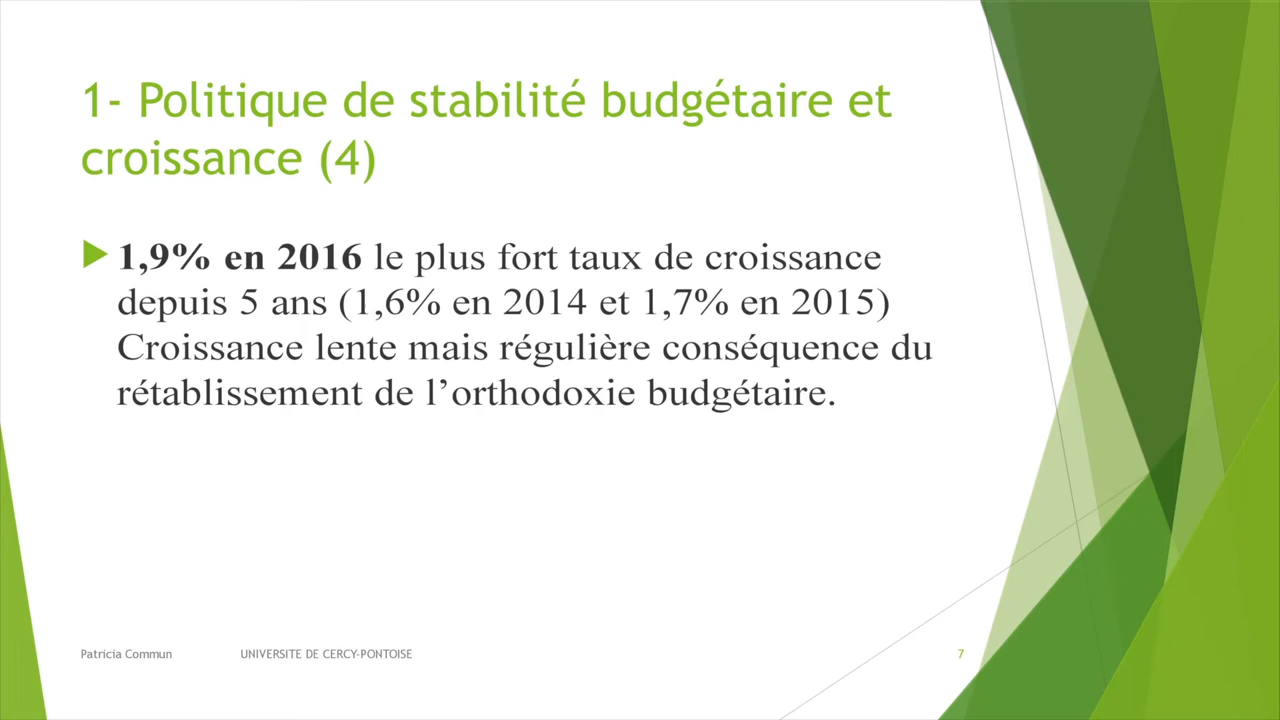 1- Politique de stabilité budgétaire et
croissance (4)
1,9% en 2016 le plus fort taux de croissance
depuis 5 ans (1,6% en 2014 et 1,7% en 2015)
Croissance lente mais régulière conséquence du
rétablissement de l’orthodoxie budgétaire.
Patricia Commun UNIVERSITE DE CERCY-PONTOISE 7